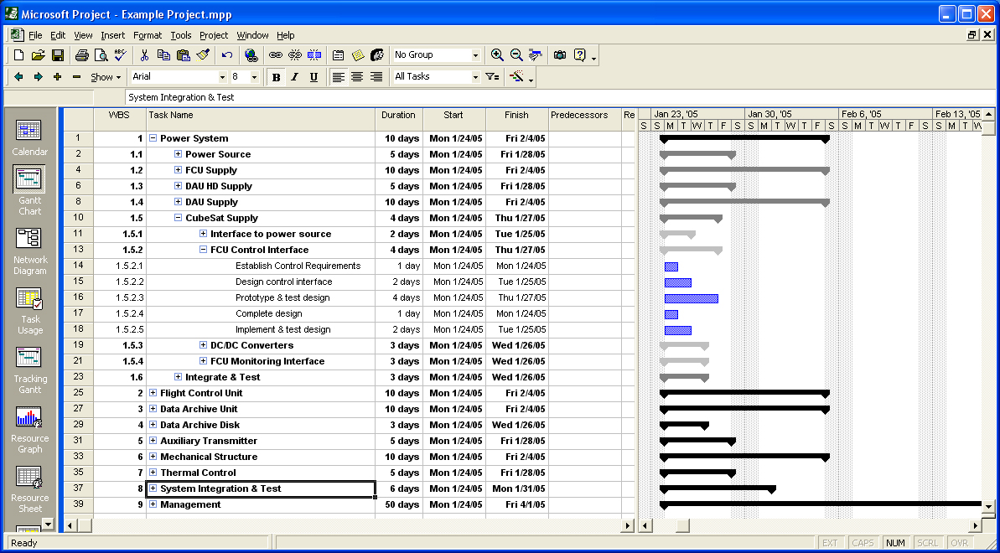 Microsoft Project - Example Project.mpp
File Edit View Insert Format Tools Project Window Help
ABC No Group
Show Arial 8 B I U All Tasks
System Integration & Test
WBS Task Name Duration Start Finish Predecessors Re
Jan 23, '05 Jan 30, '05 Feb 6, '05 Feb 13, '05
S S M T W T F S S M T W T F S S M T W T F S S M T W
1 1 Power System 10 days Mon 1/24/05 Fri 2/4/05
2 1.1 Power Source 5 days Mon 1/24/05 Fri 1/28/05
4 1.2 FCU Supply 10 days Mon 1/24/05 Fri 2/4/05
6 1.3 DAU HD Supply 5 days Mon 1/24/05 Fri 1/28/05
8 1.4 DAU Supply 10 days Mon 1/24/05 Fri 2/4/05
10 1.5 CubeSat Supply 4 days Mon 1/24/05 Thu 1/27/05
11 1.5.1 Interface to power source 2 days Mon 1/24/05 Tue 1/25/05
13 1.5.2 FCU Control Interface 4 days Mon 1/24/05 Thu 1/27/05
14 1.5.2.1 Establish Control Requirements 1 day Mon 1/24/05 Mon 1/24/05
15 1.5.2.2 Design control interface 2 days Mon 1/24/05 Tue 1/25/05
16 1.5.2.3 Prototype & test design 4 days Mon 1/24/05 Thu 1/27/05
17 1.5.2.4 Complete design 1 day Mon 1/24/05 Mon 1/24/05
18 1.5.2.5 Implement & test design 2 days Mon 1/24/05 Tue 1/25/05
19 1.5.3 DC/DC Converters 3 days Mon 1/24/05 Wed 1/26/05
21 1.5.4 FCU Monitoring Interface 3 days Mon 1/24/05 Wed 1/26/05
23 1.6 Integrate & Test 3 days Mon 1/24/05 Wed 1/26/05
25 2 Flight Control Unit 10 days Mon 1/24/05 Fri 2/4/05
27 3 Data Archive Unit 10 days Mon 1/24/05 Fri 2/4/05
29 4 Data Archive Disk 3 days Mon 1/24/05 Wed 1/26/05
31 5 Auxiliary Transmitter 5 days Mon 1/24/05 Fri 1/28/05
33 6 Mechanical Structure 10 days Mon 1/24/05 Fri 2/4/05
35 7 Thermal Control 5 days Mon 1/24/05 Fri 1/28/05
37 8 System Integration & Test 6 days Mon 1/24/05 Mon 1/31/05
39 9 Management 50 days Mon 1/24/05 Fri 4/1/05
Calendar
Gantt
Chart
Network
Diagram
Task
Usage
Tracking
Gantt
Resource
Graph
Resource
Sheet
Ready EXT CAPS NUM SCRL OVR